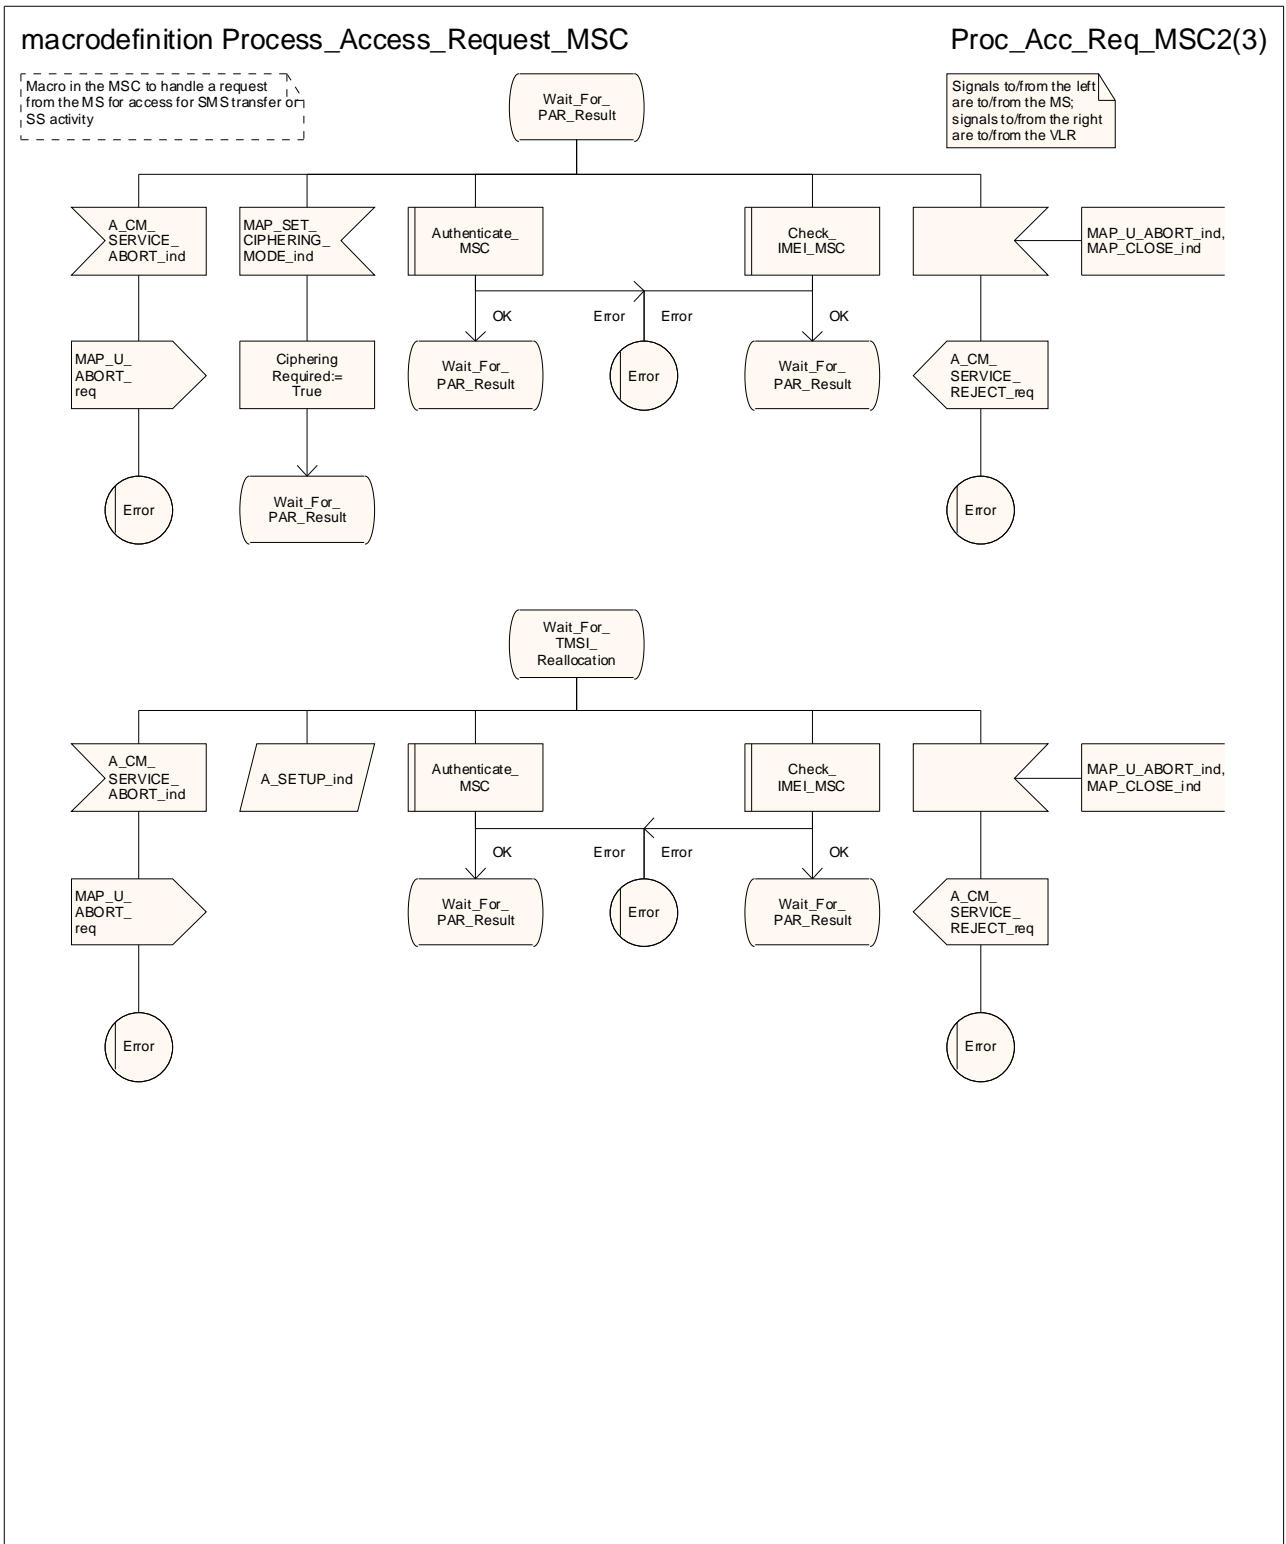 macrodefinition Process_Access_Request_MSC
Proc_Acc_Req_MSC2(3)
Macro in the MSC to handle a request
from the MS for access for SMS transfer or
SS activity
Wait_For_
PAR_Result
Signals to/from the left
are to/from the MS;
signals to/from the right
are to/from the VLR
A_CM_
SERVICE_
ABORT_ind
MAP_SET_
CIPHERING_
MODE_ind
Authenticate_
MSC
Check_
IMEI_MSC
MAP_U_ABORT_ind,
MAP_CLOSE_ind
OK
Error
Error
OK
MAP_U_
ABORT_
req
Ciphering
Required:=
True
Wait_For_
PAR_Result
Error
Wait_For_
PAR_Result
A_CM_
SERVICE_
REJECT_req
Error
Wait_For_
PAR_Result
Error
Wait_For_
TMSI_
Reallocation
A_CM_
SERVICE_
ABORT_ind
A_SETUP_ind
Authenticate_
MSC
Check_
IMEI_MSC
MAP_U_ABORT_ind,
MAP_CLOSE_ind
OK
Error
Error
OK
MAP_U_
ABORT_
req
Wait_For_
PAR_Result
Error
Wait_For_
PAR_Result
A_CM_
SERVICE_
REJECT_req
Error
Error